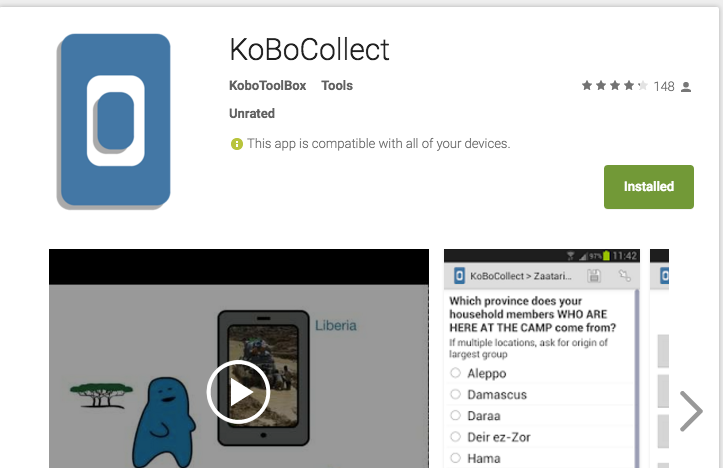 KoBoCollect
KoboToolBox Tools
148
Unrated
This app is compatible with all of your devices.
Installed
Liberia
97% 11:42
KoBoCollect > Zaatari...
Which province does your
household members WHO ARE
HERE AT THE CAMP come from?
If multiple locations, ask for origin of
largest group
Aleppo
Damascus
Daraa
Deir ez-Zor
Hama